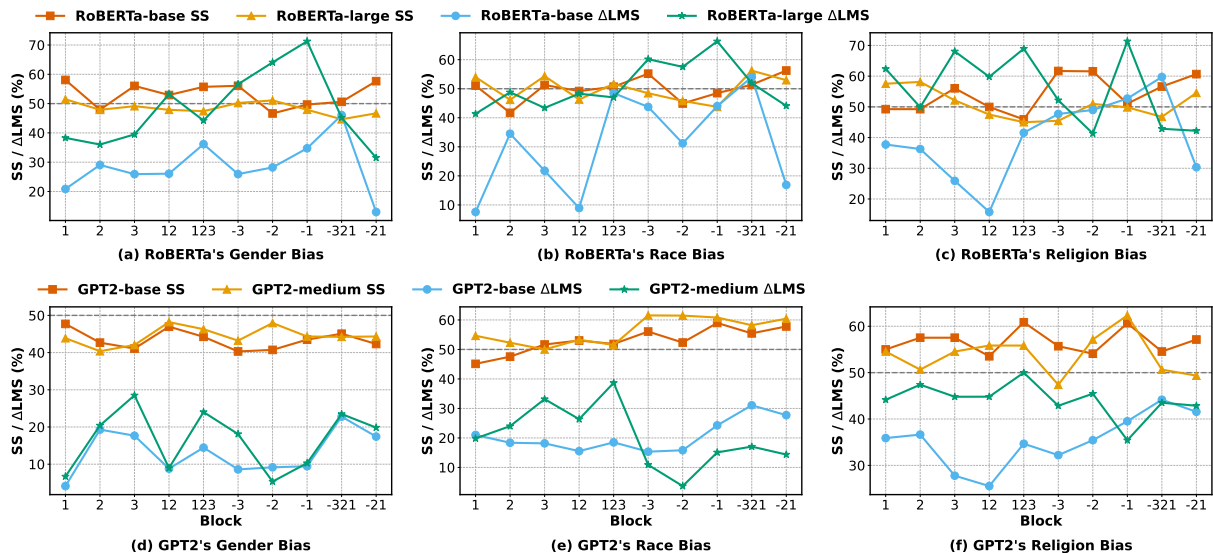 RoBERTa-base SS RoBERTa-large SS RoBERTa-base ΔLMS RoBERTa-large ΔLMS
SS / ΔLMS (%)
70
60
50
40
30
20
1 2 3 12 123 -3 -2 -1 -321 -21
(a) RoBERTa's Gender Bias
SS / ΔLMS (%)
60
50
40
30
20
10
1 2 3 12 123 -3 -2 -1 -321 -21
(b) RoBERTa's Race Bias
SS / ΔLMS (%)
70
60
50
40
30
20
1 2 3 12 123 -3 -2 -1 -321 -21
(c) RoBERTa's Religion Bias
GPT2-base SS GPT2-medium SS GPT2-base ΔLMS GPT2-medium ΔLMS
SS / ΔLMS (%)
50
40
30
20
10
1 2 3 12 123 -3 -2 -1 -321 -21
Block
(d) GPT2's Gender Bias
SS / ΔLMS (%)
60
50
40
30
20
10
1 2 3 12 123 -3 -2 -1 -321 -21
Block
(e) GPT2's Race Bias
SS / ΔLMS (%)
60
50
40
30
1 2 3 12 123 -3 -2 -1 -321 -21
Block
(f) GPT2's Religion Bias